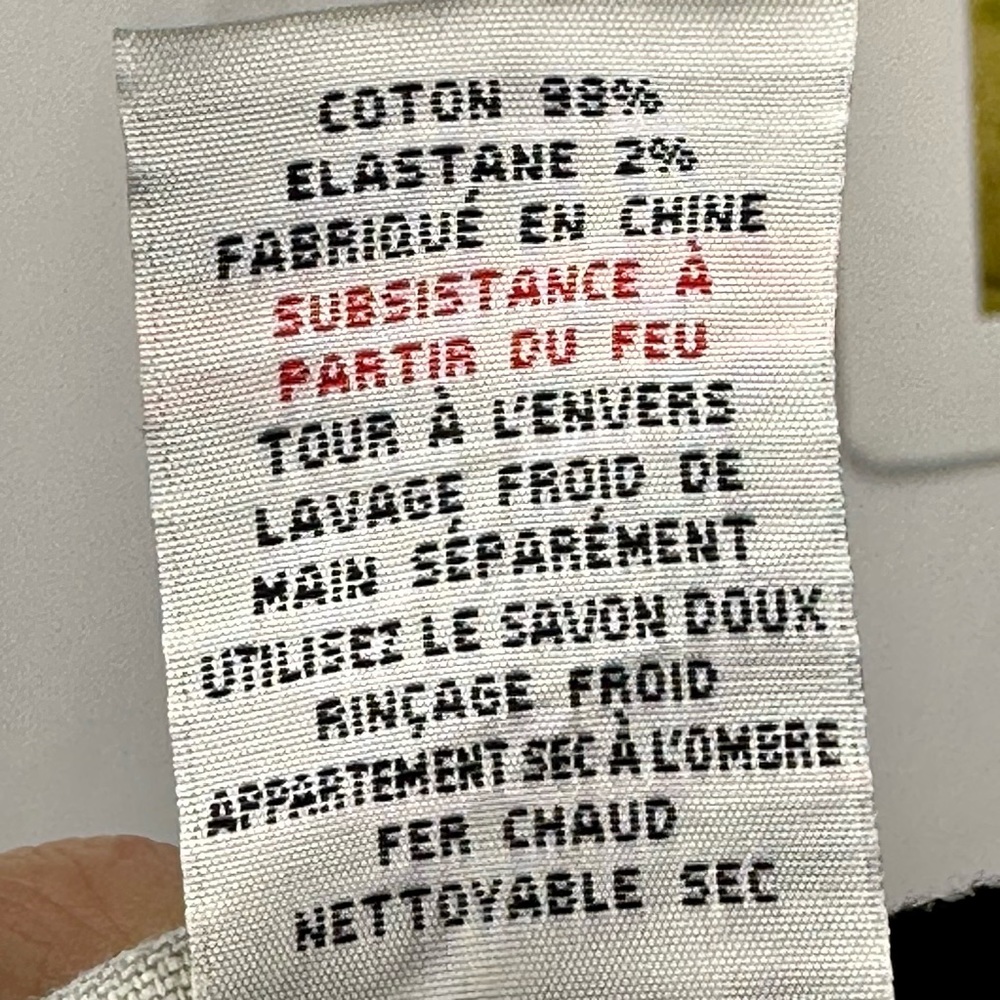 COTON 98%
ELASTANE 2%
FABRIQUÉ EN CHINE
SUBSISTANCE À
PARTIR DU FEU
TOUR À L'ENVERS
LAVAGE FROID DE
MAIN SÉPARÉMENT
UTILISEZ LE SAVON DOUX
RINÇAGE FROID
APPARTEMENT SEC À L'OMBRE
FER CHAUD
NETTOYABLE SEC